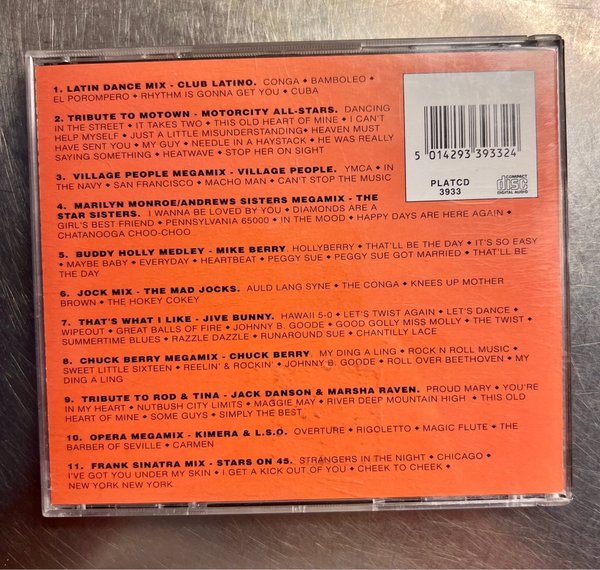 1. LATIN DANCE MIX - CLUB LATINO. CONGA ◆ BAMBOLEO ◆
EL POROMPERO ◆ RHYTHM IS GONNA GET YOU ◆ CUBA
2. TRIBUTE TO MOTOWN - MOTORCITY ALL-STARS. DANCING
IN THE STREET ◆ IT TAKES TWO ◆ THIS OLD HEART OF MINE ◆ I CAN'T
HELP MYSELF ◆ JUST A LITTLE MISUNDERSTANDING◆ HEAVEN MUST
HAVE SENT YOU ◆ MY GUY ◆ NEEDLE IN A HAYSTACK ◆ HE WAS REALLY
SAYING SOMETHING ◆ HEATWAVE ◆ STOP HER ON SIGHT
3. VILLAGE PEOPLE MEGAMIX - VILLAGE PEOPLE. YMCA ◆ IN
THE NAVY ◆ SAN FRANCISCO ◆ MACHO MAN ◆ CAN'T STOP THE MUSIC
4. MARILYN MONROE/ANDREWS SISTERS MEGAMIX - THE
STAR SISTERS. I WANNA BE LOVED BY YOU ◆ DIAMONDS ARE A
GIRL'S BEST FRIEND ◆ PENNSYLVANIA 65000 ◆ IN THE MOOD ◆ HAPPY DAYS ARE HERE AGAIN ◆
CHATANOOGA CHOO-CHOO
5. BUDDY HOLLY MEDLEY - MIKE BERRY. HOLLYBERRY ◆ THAT'LL BE THE DAY ◆ IT'S SO EASY
◆ MAYBE BABY ◆ EVERYDAY ◆ HEARTBEAT ◆ PEGGY SUE ◆ PEGGY SUE GOT MARRIED ◆ THAT'LL BE
THE DAY
6. JOCK MIX - THE MAD JOCKS. AULD LANG SYNE ◆ THE CONGA ◆ KNEES UP MOTHER
BROWN ◆ THE HOKEY COKEY
7. THAT'S WHAT I LIKE - JIVE BUNNY. HAWAII 5-0 ◆ LET'S TWIST AGAIN ◆ LET'S DANCE ◆
WIPEOUT ◆ GREAT BALLS OF FIRE ◆ JOHNNY B. GOODE ◆ GOOD GOLLY MISS MOLLY ◆ THE TWIST ◆
SUMMERTIME BLUES ◆ RAZZLE DAZZLE ◆ RUNAROUND SUE ◆ CHANTILLY LACE
8. CHUCK BERRY MEGAMIX - CHUCK BERRY. MY DING A LING ◆ ROCK N ROLL MUSIC ◆
SWEET LITTLE SIXTEEN ◆ REELIN' & ROCKIN' ◆ JOHNNY B. GOODE ◆ ROLL OVER BEETHOVEN ◆ MY
DING A LING
9. TRIBUTE TO ROD & TINA - JACK DANSON & MARSHA RAVEN. PROUD MARY ◆ YOU'RE
IN MY HEART ◆ NUTBUSH CITY LIMITS ◆ MAGGIE MAY ◆ RIVER DEEP MOUNTAIN HIGH ◆ THIS OLD
HEART OF MINE ◆ SOME GUYS ◆ SIMPLY THE BEST
10. OPERA MEGAMIX - KIMERA & L.S.O. OVERTURE ◆ RIGOLETTO ◆ MAGIC FLUTE ◆ THE
BARBER OF SEVILLE ◆ CARMEN
11. FRANK SINATRA MIX - STARS ON 45. STRANGERS IN THE NIGHT ◆ CHICAGO ◆
I'VE GOT YOU UNDER MY SKIN ◆ I GET A KICK OUT OF YOU ◆ CHEEK TO CHEEK ◆
NEW YORK NEW YORK
5 014293 393324
PLATCD
3933
COMPACT
disc
DIGITAL AUDIO